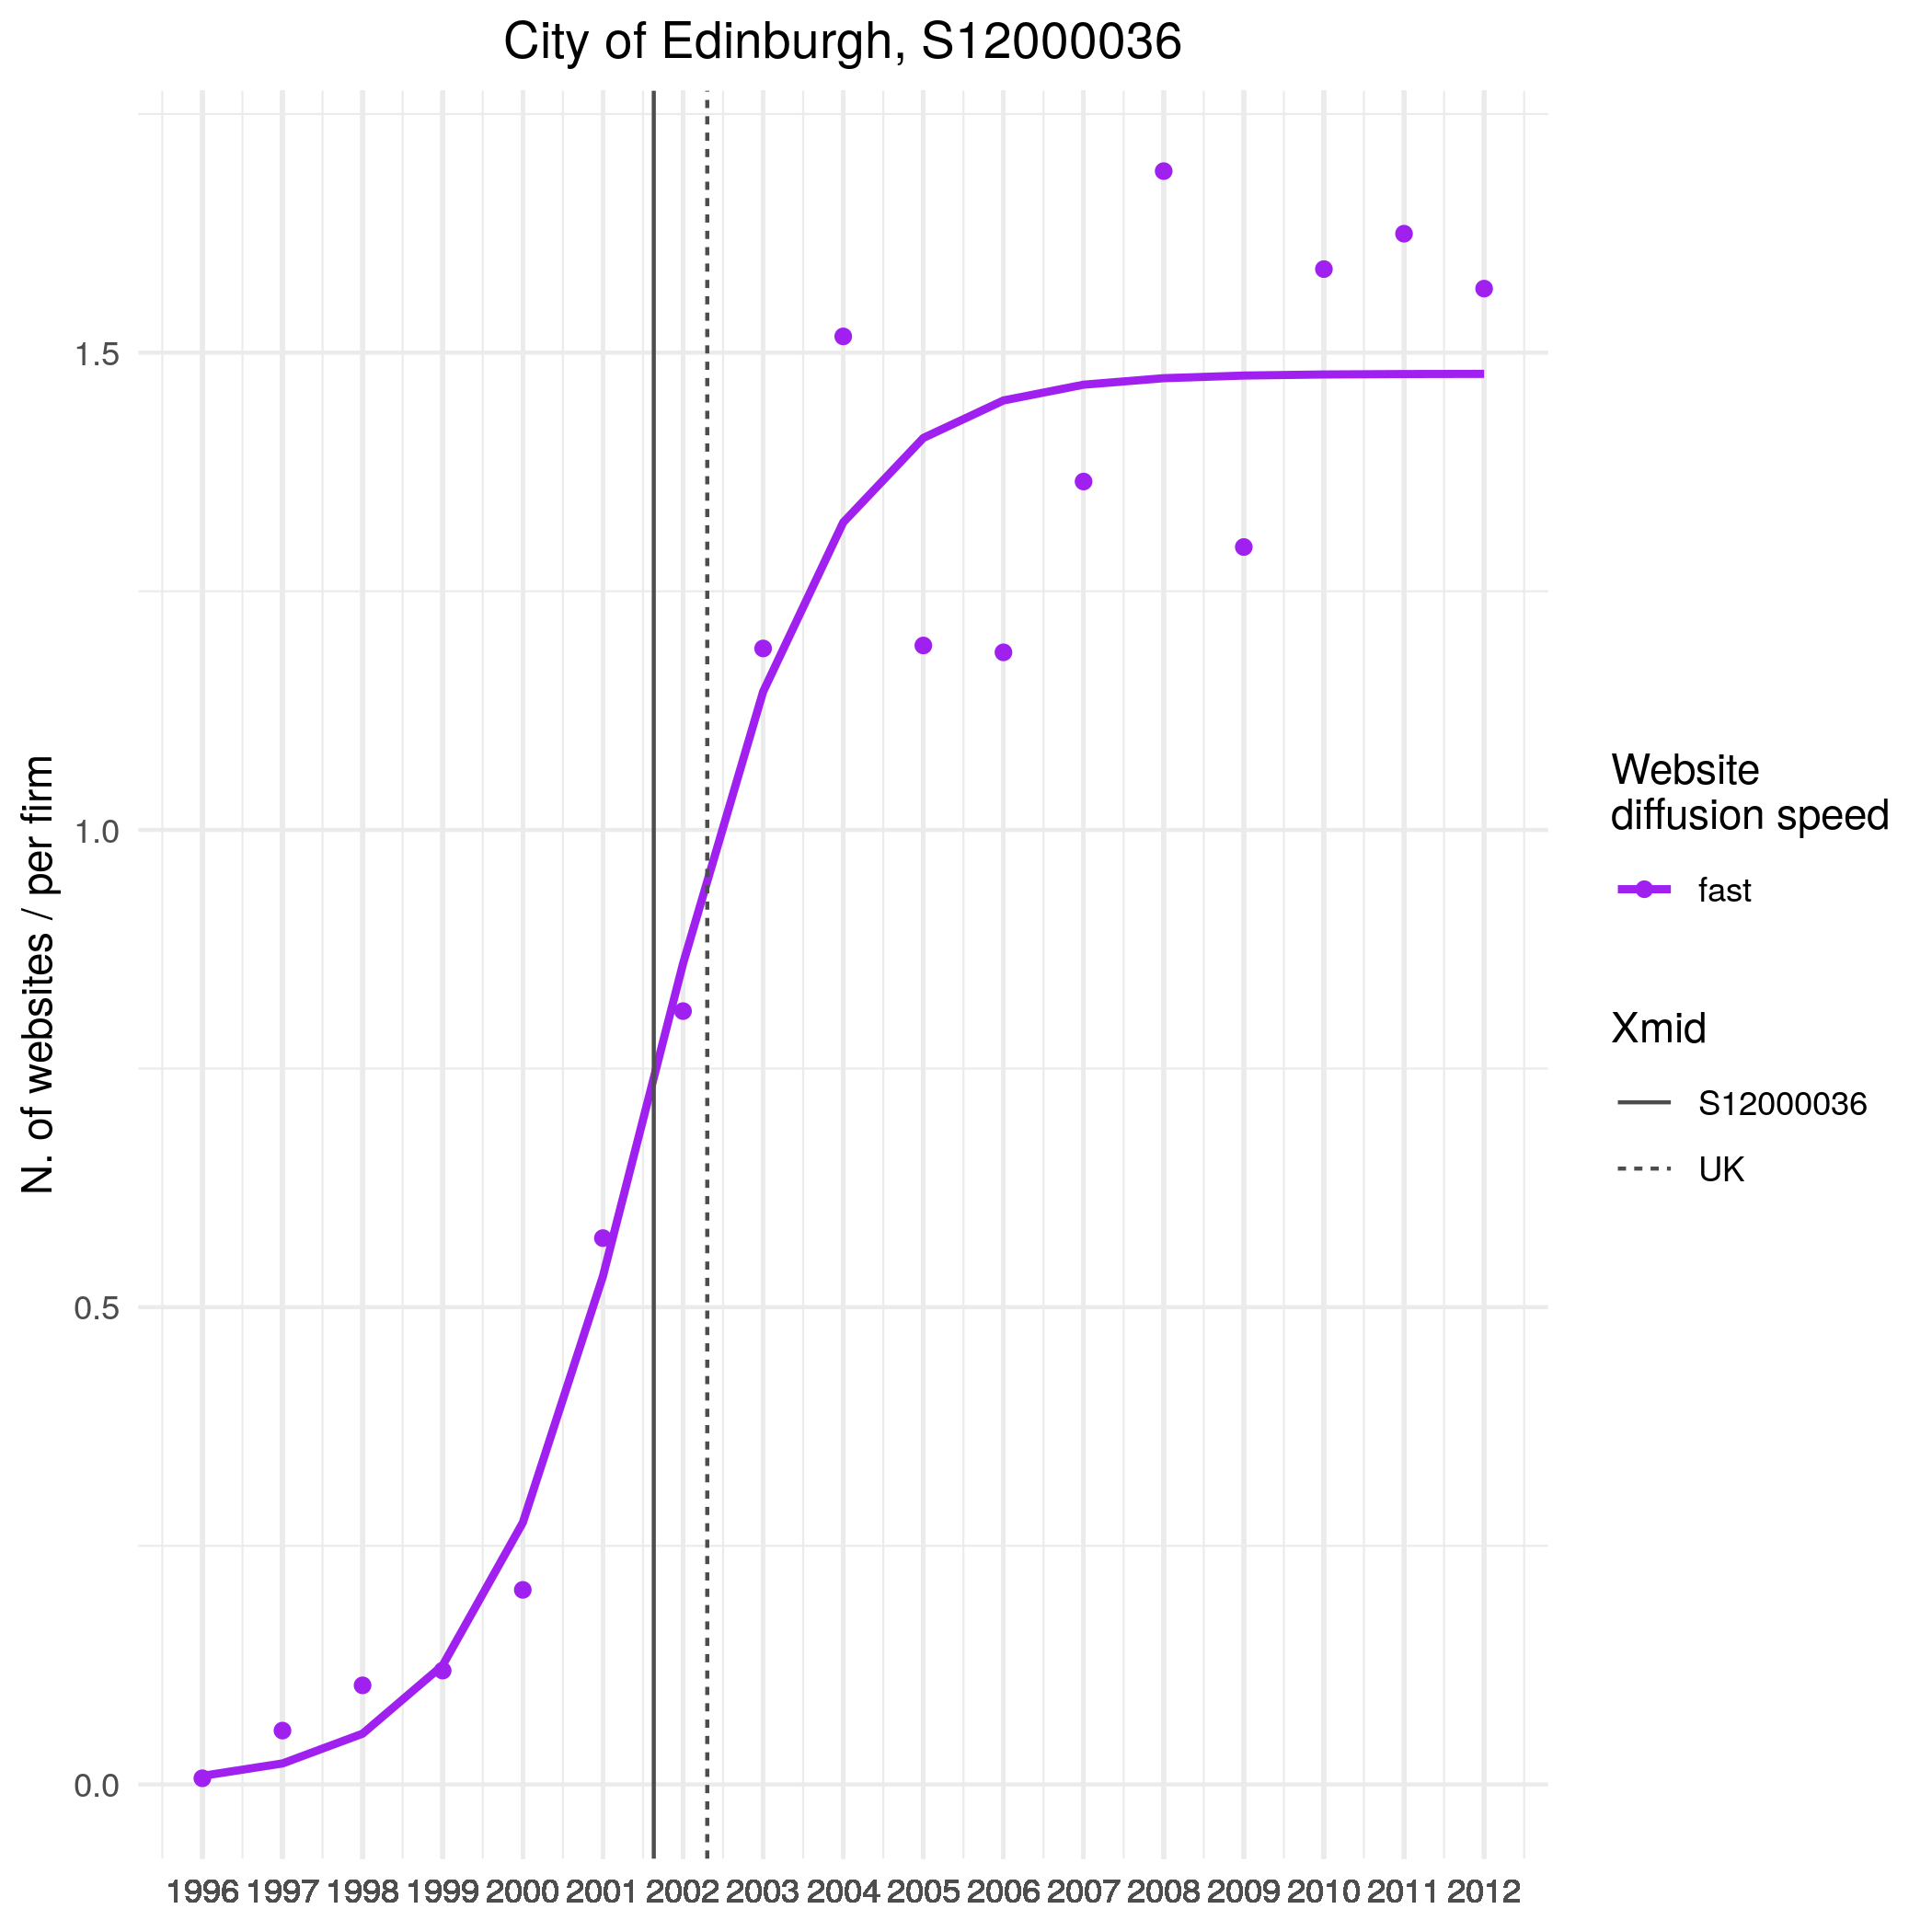 City of Edinburgh, S12000036
N. of websites / per firm
1.5
1.0
0.5
0.0
1996 1997 1998 1999 2000 2001 2002 2003 2004 2005 2006 2007 2008 2009 2010 2011 2012
Website
diffusion speed
fast
Xmid
S12000036
UK